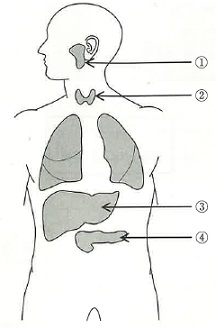 ①
②
③
④